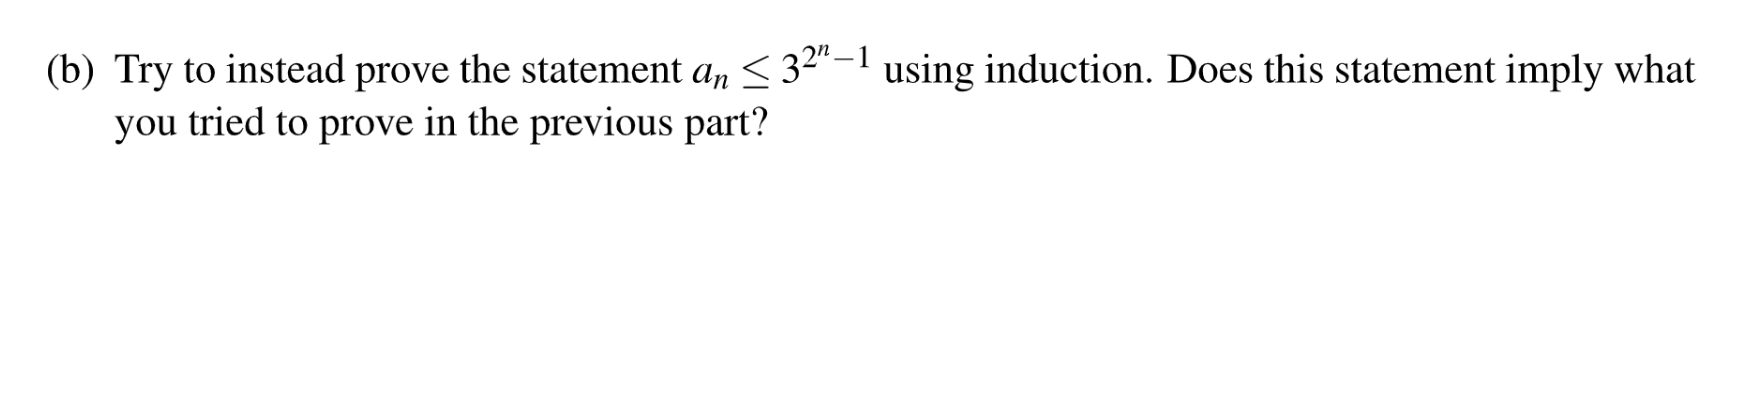 (b) Try to instead prove the statement $a_n \leq 3^{2^n-1}$ using induction. Does this statement imply what
you tried to prove in the previous part?